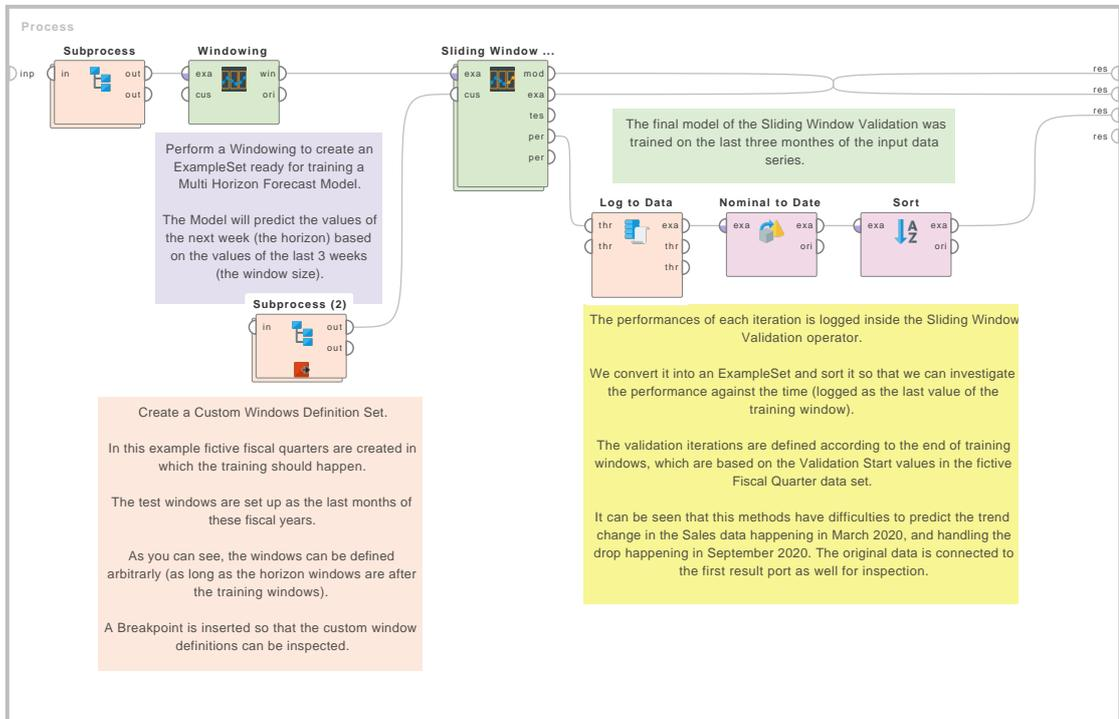 Process
Subprocess
Windowing
Sliding Window ...
inp
in
out
out
exa
win
cus
ori
exa
mod
cus
exa
tes
per
per
res
res
res
res
Perform a Windowing to create an
ExampleSet ready for training a
Multi Horizon Forecast Model.
The Model will predict the values of
the next week (the horizon) based
on the values of the last 3 weeks
(the window size).
The final model of the Sliding Window Validation was
trained on the last three monthes of the input data
series.
Log to Data
Nominal to Date
Sort
thr
exa
thr
thr
thr
exa
exa
ori
exa
exa
ori
Subprocess (2)
in
out
out
The performances of each iteration is logged inside the Sliding Window
Validation operator.
We convert it into an ExampleSet and sort it so that we can investigate
the performance against the time (logged as the last value of the
training window).
The validation iterations are defined according to the end of training
windows, which are based on the Validation Start values in the fictive
Fiscal Quarter data set.
It can be seen that this methods have difficulties to predict the trend
change in the Sales data happening in March 2020, and handling the
drop happening in September 2020. The original data is connected to
the first result port as well for inspection.
Create a Custom Windows Definition Set.
In this example fictive fiscal quarters are created in
which the training should happen.
The test windows are set up as the last months of
these fiscal years.
As you can see, the windows can be defined
arbitrarly (as long as the horizon windows are after
the training windows).
A Breakpoint is inserted so that the custom window
definitions can be inspected.